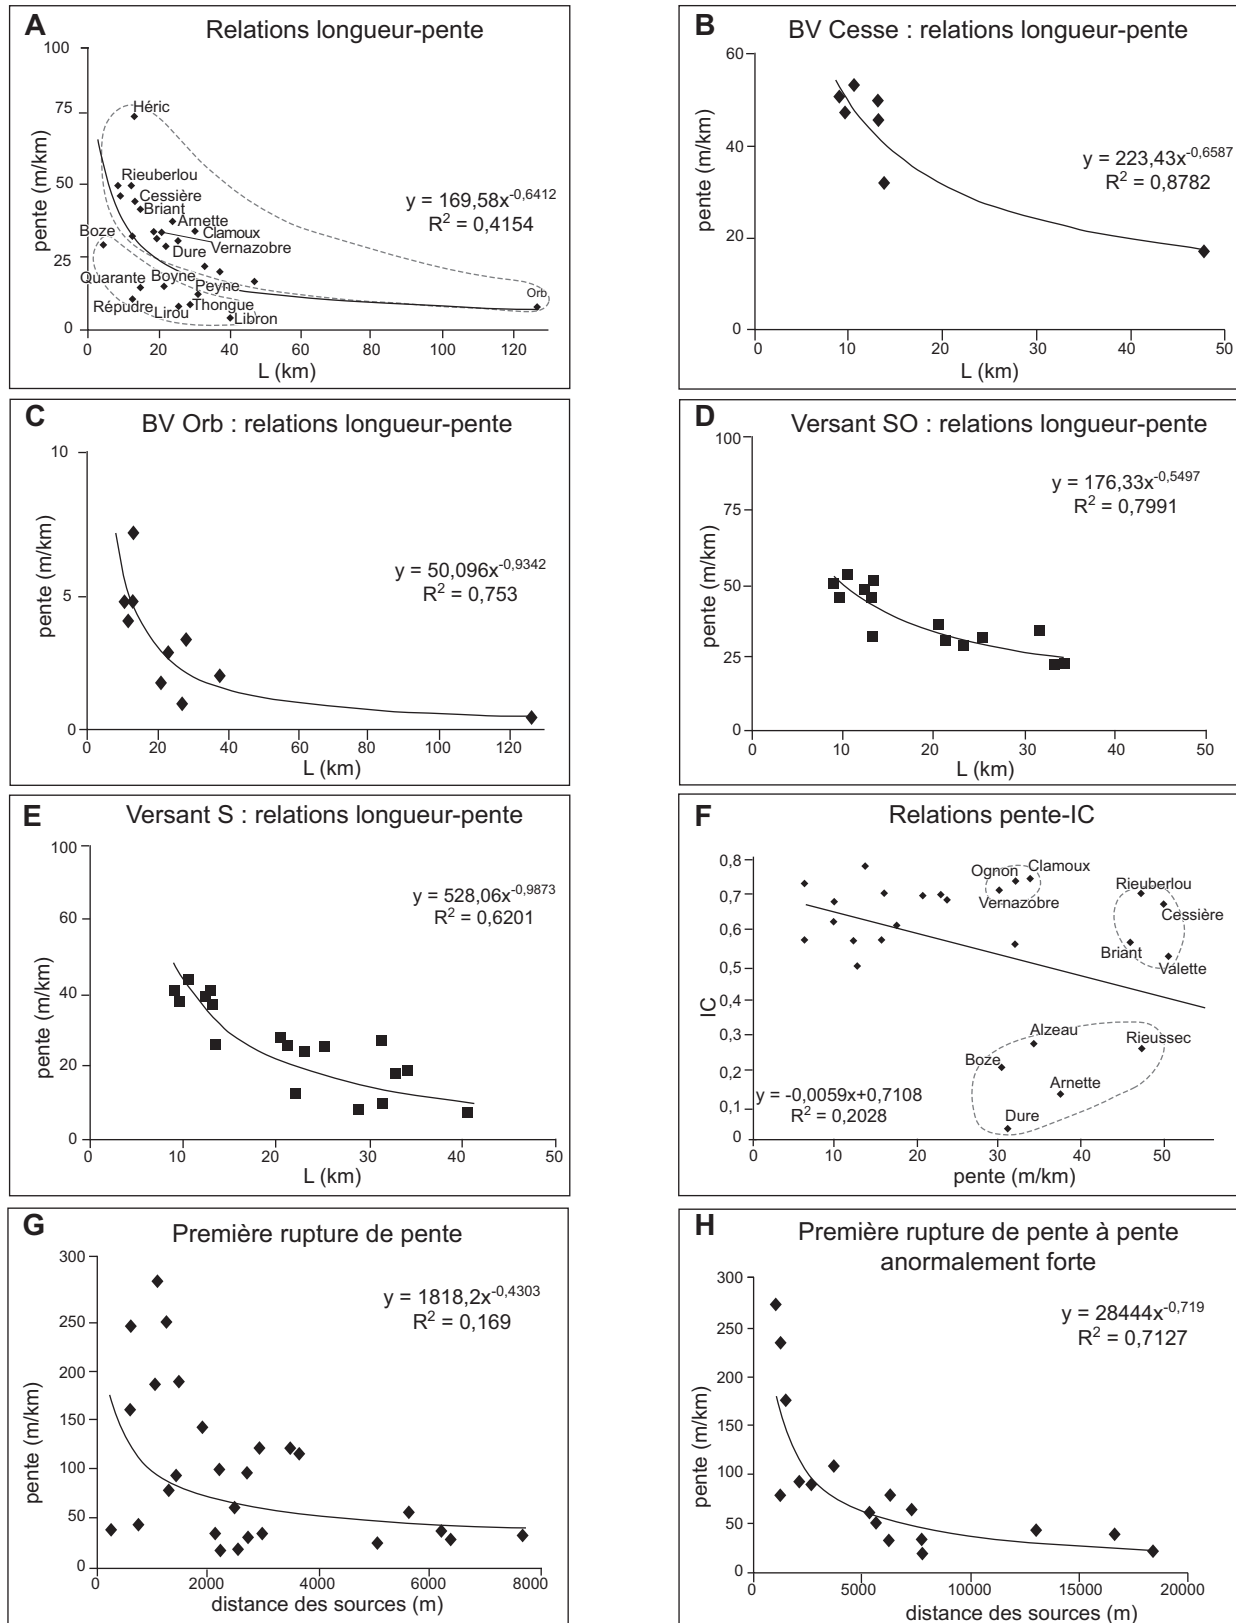 A
Relations longueur-pente
100
75
50
25
0
pente (m/km)
Héric
Rieuberlou
Cessière
Briant
Arnette
Boze
Clamoux
Vernazobre
Dure
Quarante
Boyne
Peyne
Orb
Répudre
Lirou
Thongue
Libron
y = 169,58x^-0,6412
R² = 0,4154
0 20 40 60 80 100 120
L (km)
B
BV Cesse : relations longueur-pente
60
40
20
0
pente (m/km)
y = 223,43x^-0,6587
R² = 0,8782
0 10 20 30 40 50
L (km)
C
BV Orb : relations longueur-pente
10
5
0
pente (m/km)
y = 50,096x^-0,9342
R² = 0,753
0 20 40 60 80 100 120
L (km)
D
Versant SO : relations longueur-pente
100
75
50
25
0
pente (m/km)
y = 176,33x^-0,5497
R² = 0,7991
0 10 20 30 40 50
L (km)
E
Versant S : relations longueur-pente
100
80
60
40
20
0
pente (m/km)
y = 528,06x^-0,9873
R² = 0,6201
0 10 20 30 40 50
L (km)
F
Relations pente-IC
0,8
0,7
0,6
0,5
0,4
0,3
0,2
0,1
0
IC
Ognon
Clamoux
Vernazobre
Rieuberlou
Cessière
Briant
Valette
Alzeau
Rieussec
Boze
Arnette
Dure
y = -0,0059x+0,7108
R² = 0,2028
0 10 20 30 40 50
pente (m/km)
G
Première rupture de pente
300
250
200
150
100
50
0
pente (m/km)
y = 1818,2x^-0,4303
R² = 0,169
0 2000 4000 6000 8000
distance des sources (m)
H
Première rupture de pente à pente
anormalement forte
300
250
200
150
100
50
0
pente (m/km)
y = 28444x^-0,719
R² = 0,7127
0 5000 10000 15000 20000
distance des sources (m)